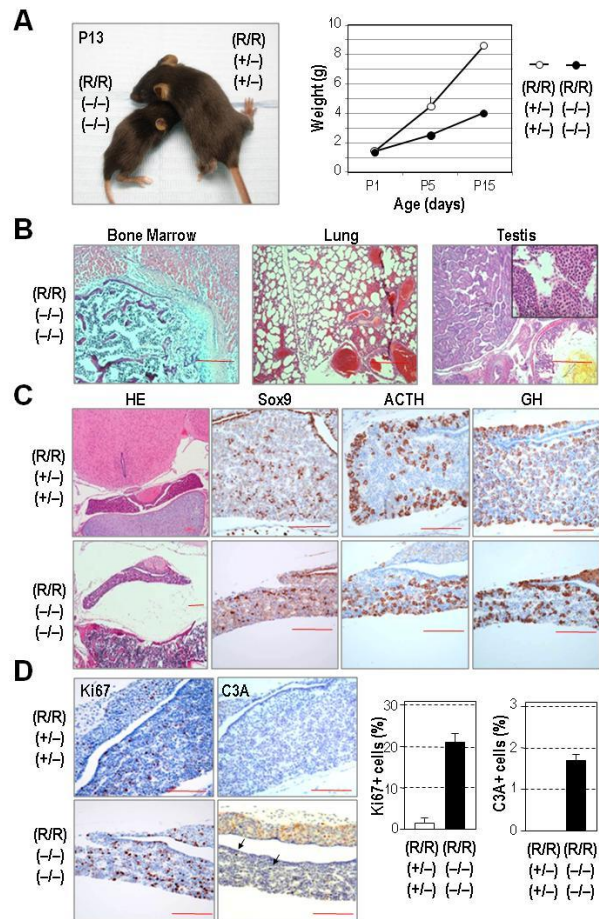 A
P13
(R/R)
(+/–)
(+/–)
(R/R)
(–/–)
(–/–)
Weight (g)
10
8
6
4
2
0
P1 P5 P15
Age (days)
(R/R) (R/R)
(+/–) (–/–)
(+/–) (–/–)
B
Bone Marrow Lung Testis
(R/R)
(–/–)
(–/–)
C
HE Sox9 ACTH GH
(R/R)
(+/–)
(+/–)
(R/R)
(–/–)
(–/–)
D
Ki67 C3A
(R/R)
(+/–)
(+/–)
(R/R)
(–/–)
(–/–)
Ki67+ cells (%)
30
20
10
0
(R/R) (R/R)
(+/–) (–/–)
(+/–) (–/–)
C3A+ cells (%)
3
2
1
0
(R/R) (R/R)
(+/–) (–/–)
(+/–) (–/–)